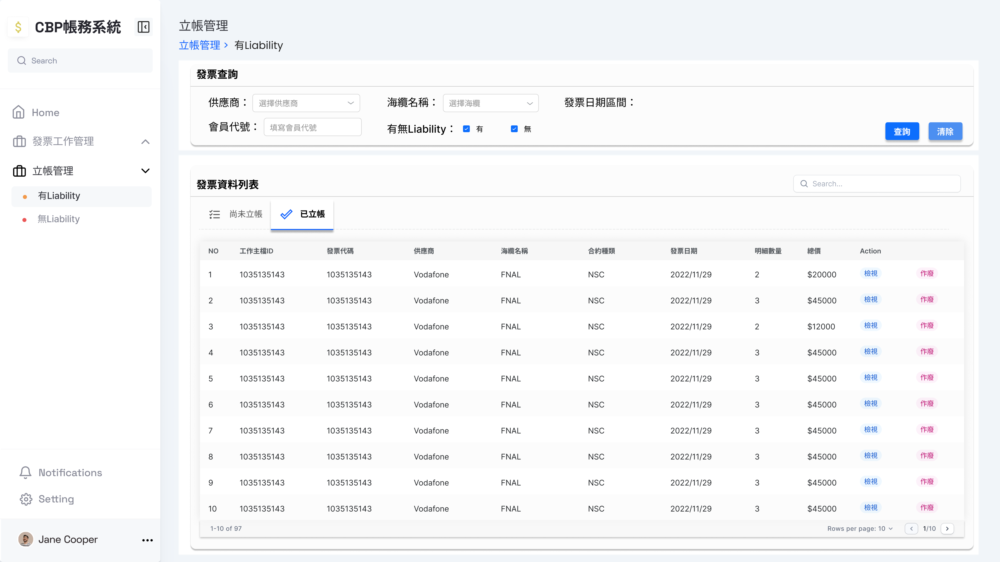 $ CBP帳務系統
Search
Home
發票工作管理
立帳管理
有Liability
無Liability
Notifications
Setting
Jane Cooper
立帳管理
立帳管理 > 有Liability
發票查詢
供應商： 選擇供應商 海纜名稱： 選擇海纜 發票日期區間：
會員代號： 填寫會員代號 有無Liability： 有 無
查詢 清除
發票資料列表 Search...
尚未立帳 已立帳
NO 工作主檔ID 發票代碼 供應商 海纜名稱 合約種類 發票日期 明細數量 總價 Action
1 1035135143 1035135143 Vodafone FNAL NSC 2022/11/29 2 $20000 檢視 作廢
2 1035135143 1035135143 Vodafone FNAL NSC 2022/11/29 3 $45000 檢視 作廢
3 1035135143 1035135143 Vodafone FNAL NSC 2022/11/29 2 $12000 檢視 作廢
4 1035135143 1035135143 Vodafone FNAL NSC 2022/11/29 3 $45000 檢視 作廢
5 1035135143 1035135143 Vodafone FNAL NSC 2022/11/29 3 $45000 檢視 作廢
6 1035135143 1035135143 Vodafone FNAL NSC 2022/11/29 3 $45000 檢視 作廢
7 1035135143 1035135143 Vodafone FNAL NSC 2022/11/29 3 $45000 檢視 作廢
8 1035135143 1035135143 Vodafone FNAL NSC 2022/11/29 3 $45000 檢視 作廢
9 1035135143 1035135143 Vodafone FNAL NSC 2022/11/29 3 $45000 檢視 作廢
10 1035135143 1035135143 Vodafone FNAL NSC 2022/11/29 3 $45000 檢視 作廢
1-10 of 97 Rows per page: 10 1/10